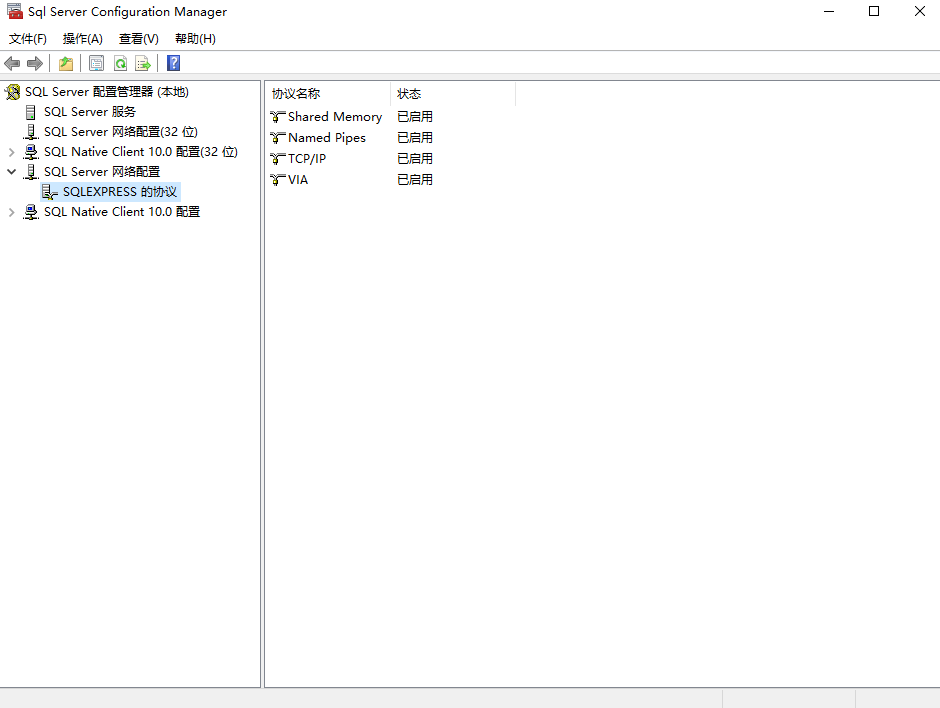 Sql Server Configuration Manager
文件(F) 操作(A) 查看(V) 帮助(H)
SQL Server 配置管理器 (本地)
SQL Server 服务
SQL Server 网络配置(32 位)
SQL Native Client 10.0 配置(32 位)
SQL Server 网络配置
SQLEXPRESS 的协议
SQL Native Client 10.0 配置
协议名称 状态
Shared Memory 已启用
Named Pipes 已启用
TCP/IP 已启用
VIA 已启用